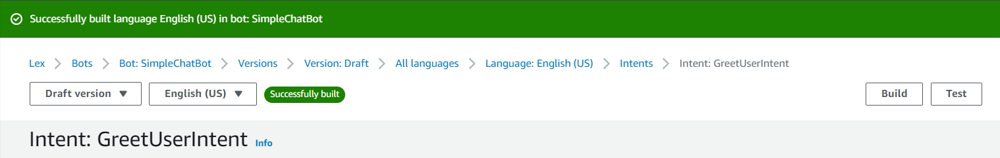 Successfully built language English (US) in bot: SimpleChatBot
Lex > Bots > Bot: SimpleChatBot > Versions > Version: Draft > All languages > Language: English (US) > Intents > Intent: GreetUserIntent
Draft version English (US) Successfully built Build Test
Intent: GreetUserIntent Info